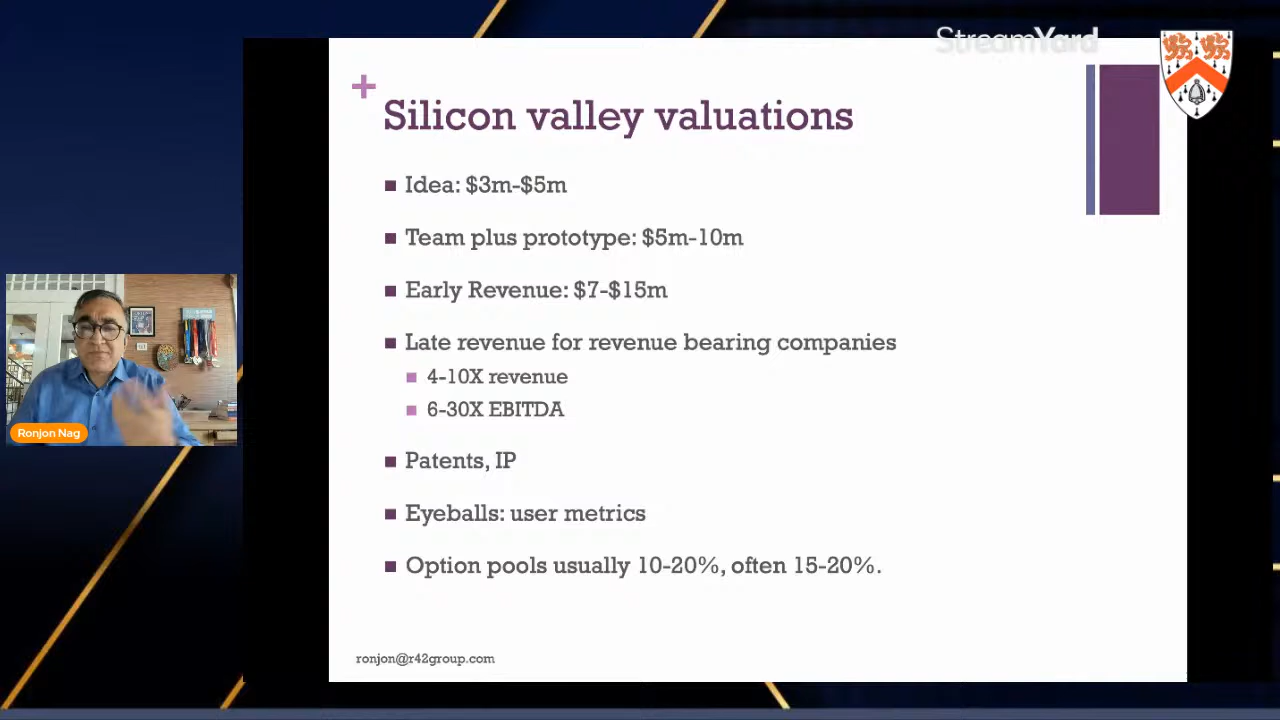 StreamYard
+
Silicon valley valuations
Idea: $3m-$5m
Team plus prototype: $5m-10m
Early Revenue: $7-$15m
Late revenue for revenue bearing companies
4-10X revenue
6-30X EBITDA
Patents, IP
Eyeballs: user metrics
Option pools usually 10-20%, often 15-20%.
ronjon@r42group.com
Ronjon Nag